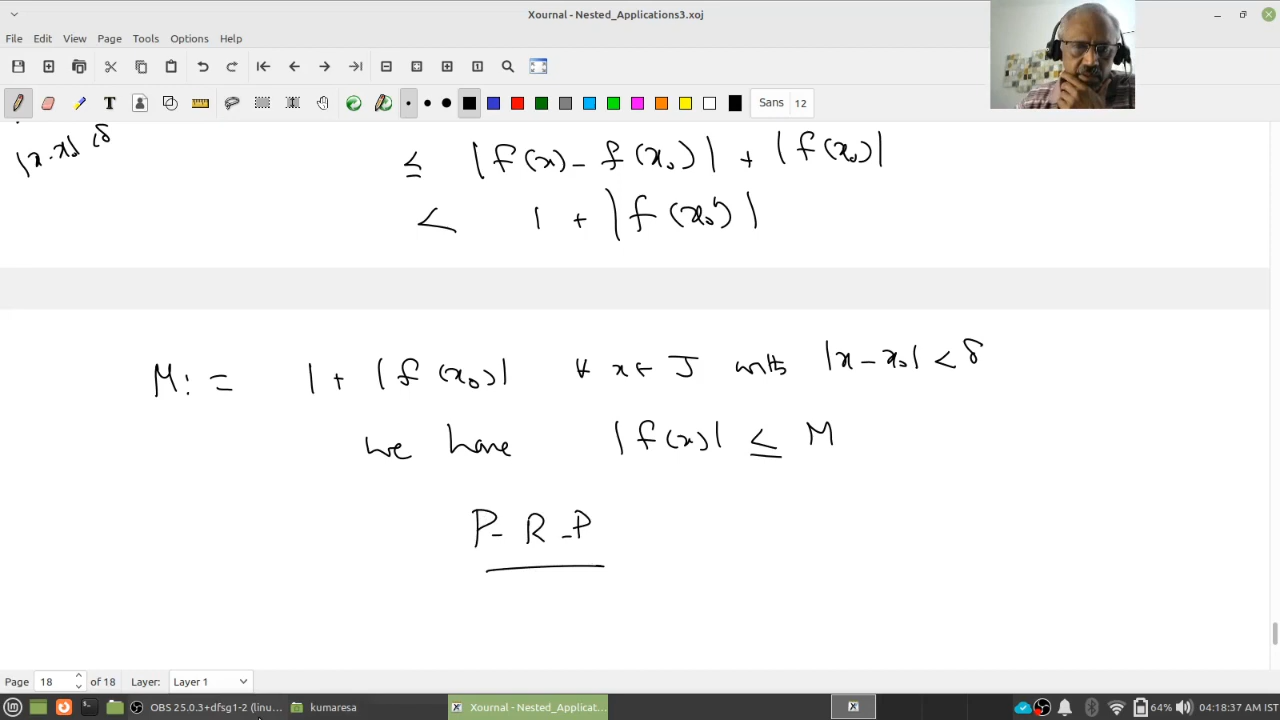 Xournal - Nested_Applications3.xoj
File Edit View Page Tools Options Help
Sans 12
|x-x₀| < δ
≤ |f(x) - f(x₀)| + |f(x₀)|
< 1 + |f(x₀)|
M := 1 + |f(x₀)| ∀ x ∈ J with |x - x₀| < δ
we have |f(x)| ≤ M
P-R-P
Page 18 of 18 Layer: Layer 1
OBS 25.0.3+dfsg1-2 (linu... kumaresa Xournal - Nested_Applicat... 64% 04:18:37 AM IST